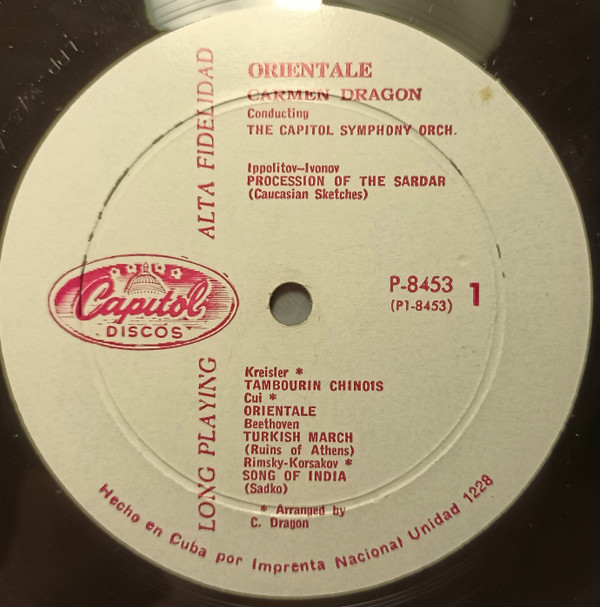 ORIENTALE
CARMEN DRAGON
Conducting
THE CAPITOL SYMPHONY ORCH.
Ippolitov—Ivonov
PROCESSION OF THE SARDAR
(Caucasian Sketches)
ALTA FIDELIDAD
Capitol
DISCOS
P-8453
(P1-8453)
1
LONG PLAYING
Kreisler *
TAMBOURIN CHINO1S
Cui *
ORIENTALE
Beethoven
TURKISH MARCH
(Ruins of Athens)
Rimsky-Korsakov *
SONG OF INDIA
(Sadko)
* Arranged by
C. Dragon
Hecho en Cuba por Imprenta Nacional Unidad 1228